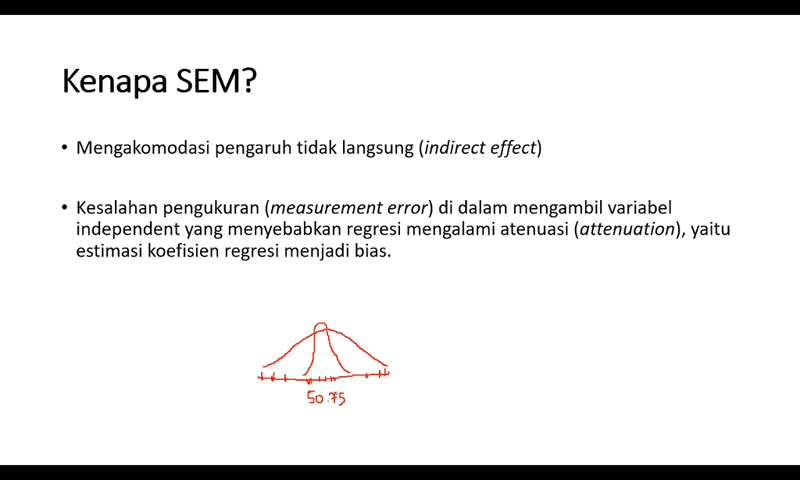 Kenapa SEM?
• Mengakomodasi pengaruh tidak langsung (indirect effect)
• Kesalahan pengukuran (measurement error) di dalam mengambil variabel
independent yang menyebabkan regresi mengalami atenuasi (attenuation), yaitu
estimasi koefisien regresi menjadi bias.
50.75